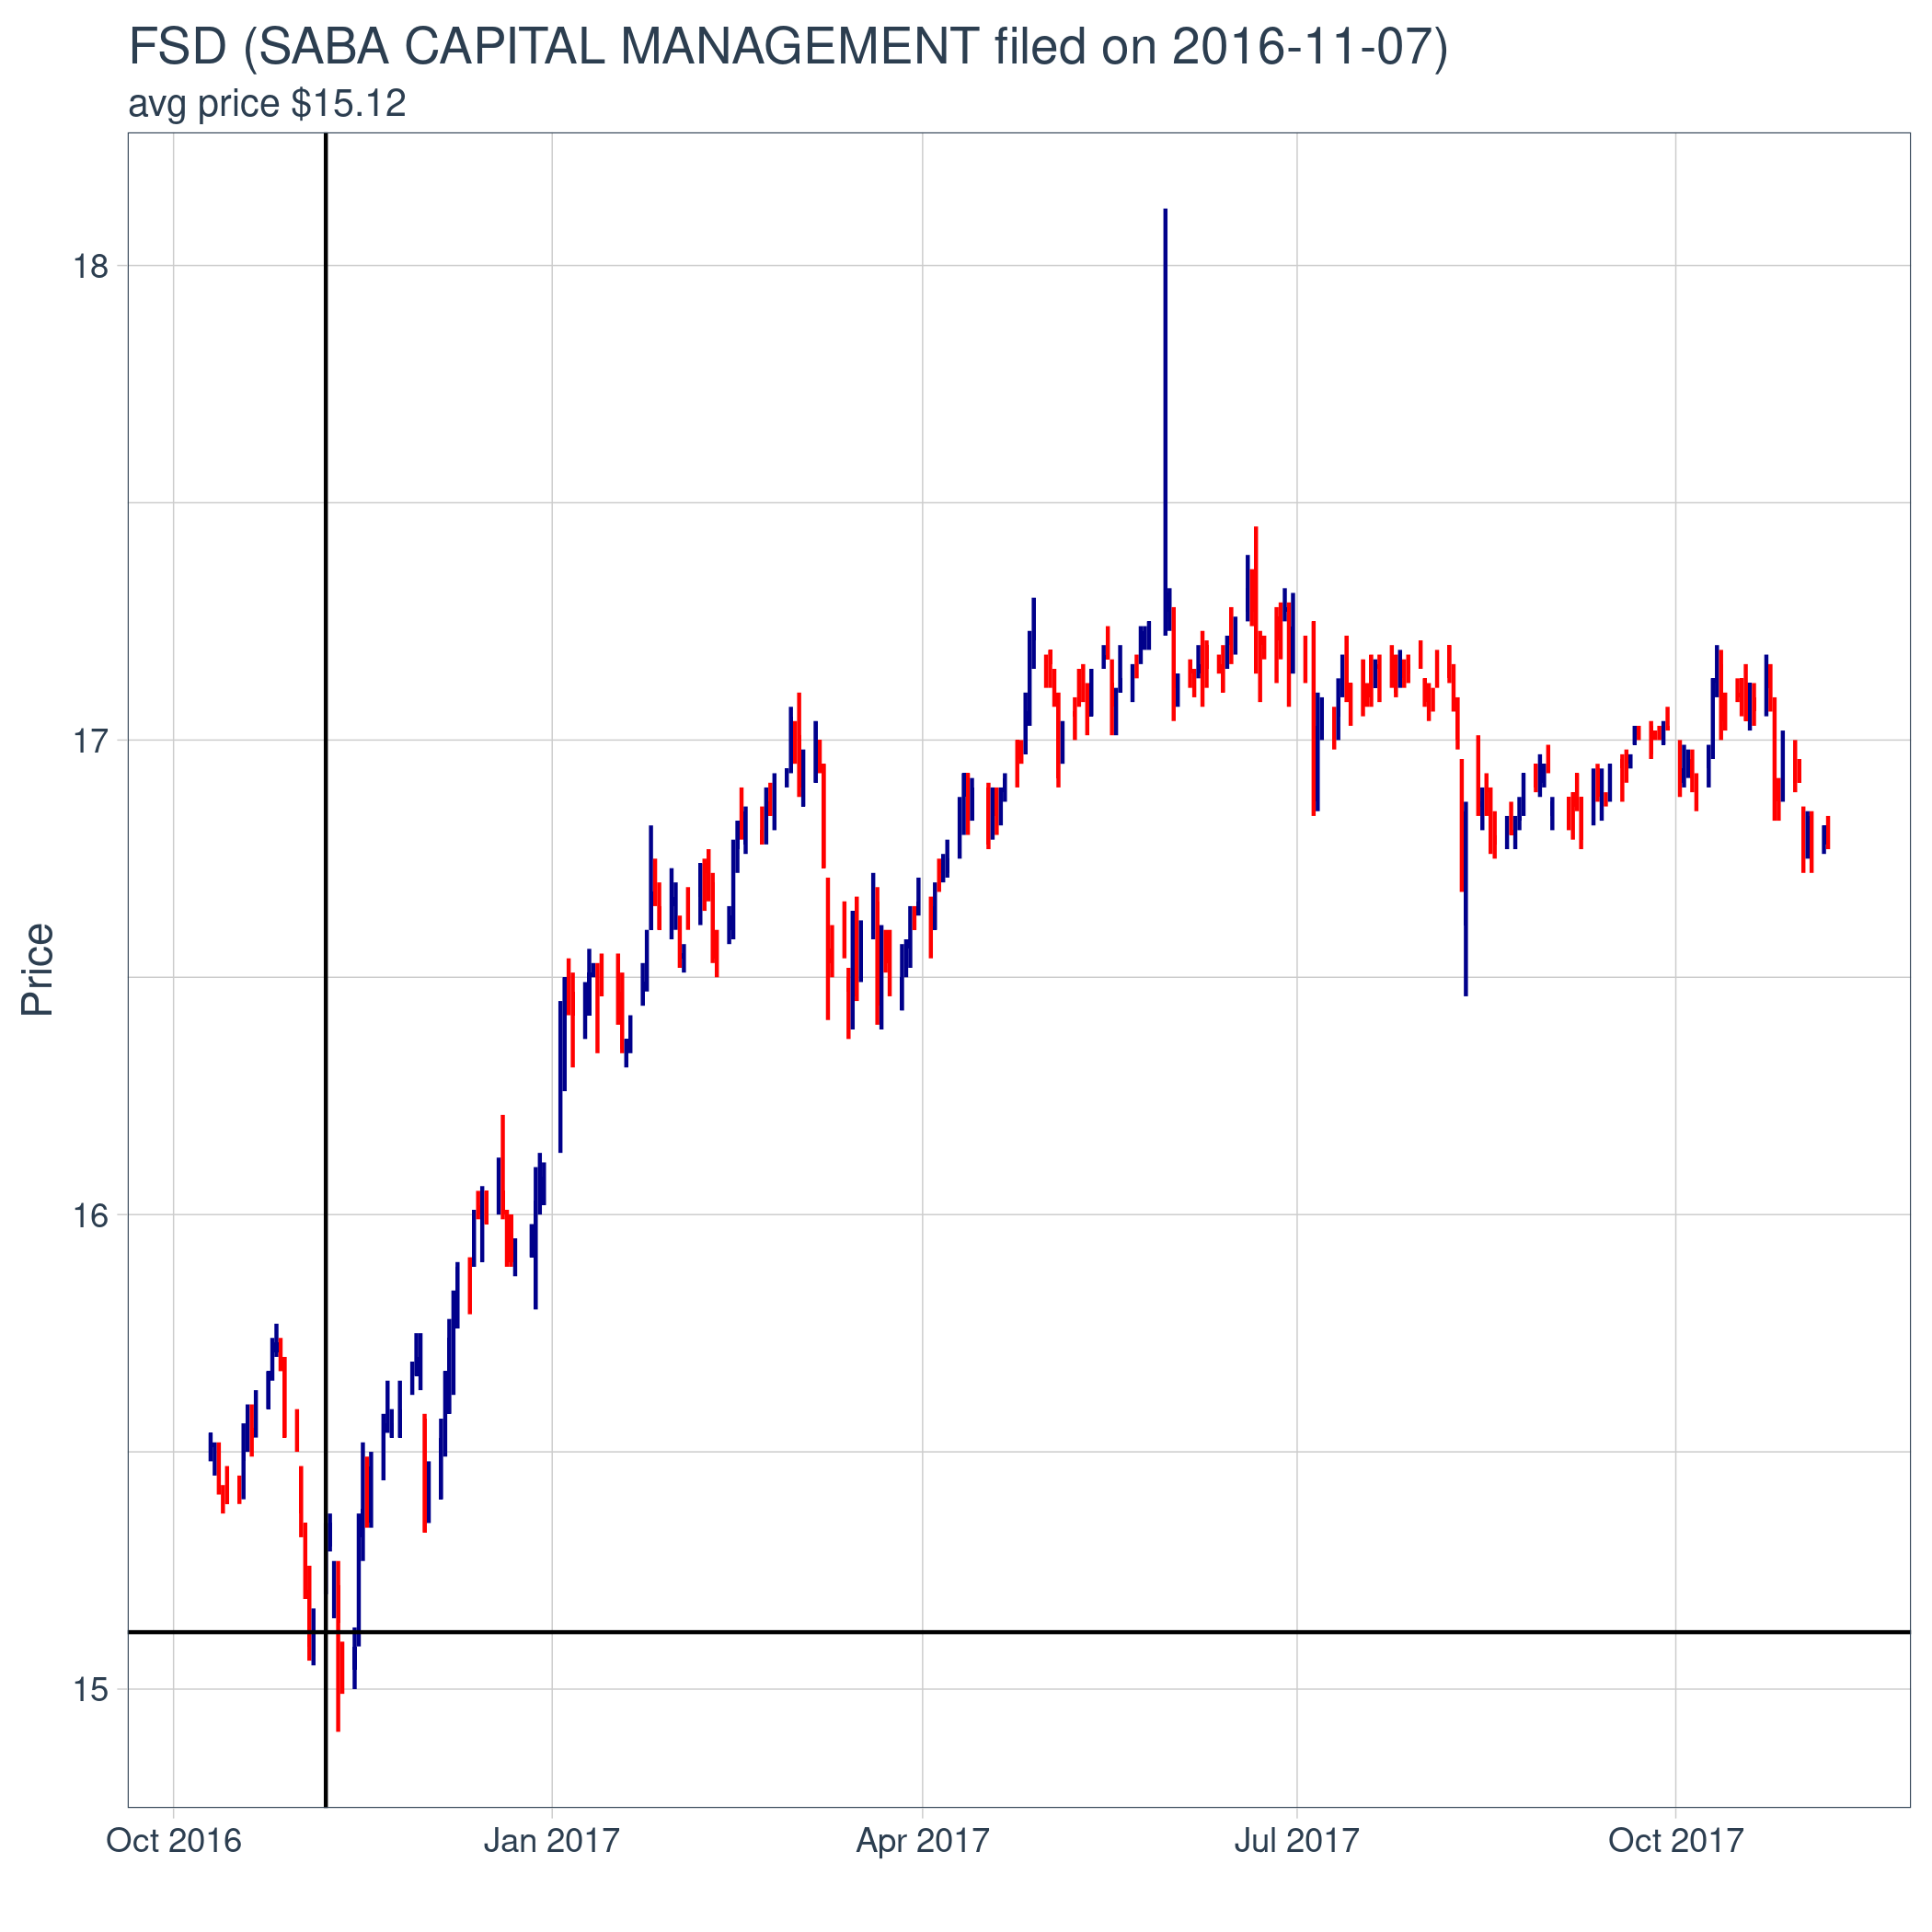 FSD (SABA CAPITAL MANAGEMENT filed on 2016-11-07)
avg price $15.12
18
17
16
15
Price
Oct 2016 Jan 2017 Apr 2017 Jul 2017 Oct 2017